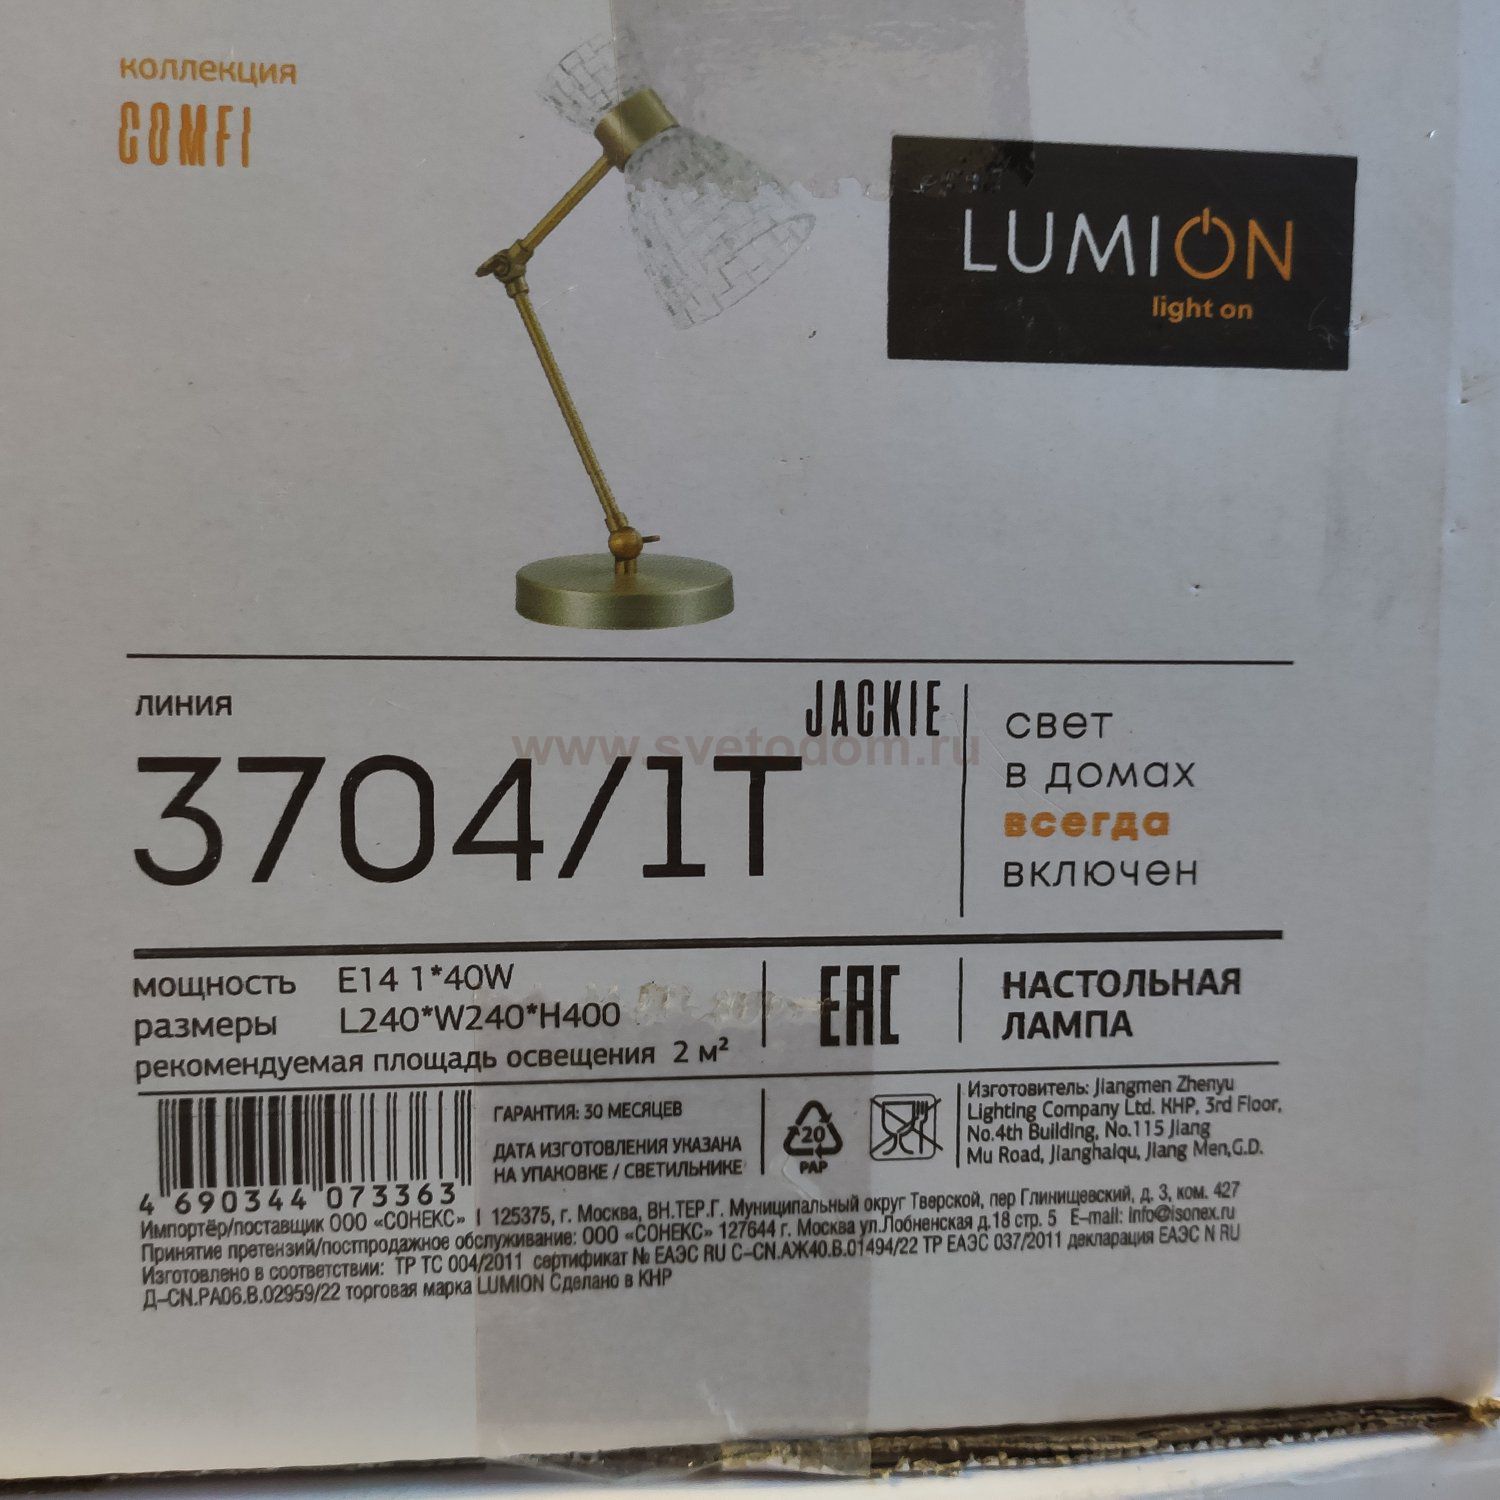 коллекция
COMFI
LUMION
light on
линия
JACKIE
3704/1T
www.svetodom.ru
свет
в домах
всегда
включен
мощность E14 1*40W
размеры L240*W240*H400
рекомендуемая площадь освещения 2 м²
EAC
НАСТОЛЬНАЯ
ЛАМПА
ГАРАНТИЯ: 30 МЕСЯЦЕВ
ДАТА ИЗГОТОВЛЕНИЯ УКАЗАНА
НА УПАКОВКЕ / СВЕТИЛЬНИКЕ
20
PAP
Изготовитель: Jiangmen Zhenyu
Lighting Company Ltd. КНР, 3rd Floor,
No.4th Building, No.115 Jiang
Mu Road, Jianghaiqu, Jiang Men,G.D.
4 690344 073363
Импортёр/поставщик ООО «СОНЕКС» I 125375, г. Москва, ВН.ТЕР.Г. Муниципальный округ Тверской, пер Глинищевский, д. 3, ком. 427
Принятие претензий/постпродажное обслуживание: ООО «СОНЕКС» 127644 г. Москва ул.Лобненская д.18 стр. 5 E-mail: info@isonex.ru
Изготовлено в соответствии: ТР ТС 004/2011 сертификат № ЕАЭС RU С-CN.АЖ40.В.01494/22 ТР ЕАЭС 037/2011 декларация ЕАЭС N RU
Д-CN.РА06.В.02959/22 торговая марка LUMION Сделано в КНР